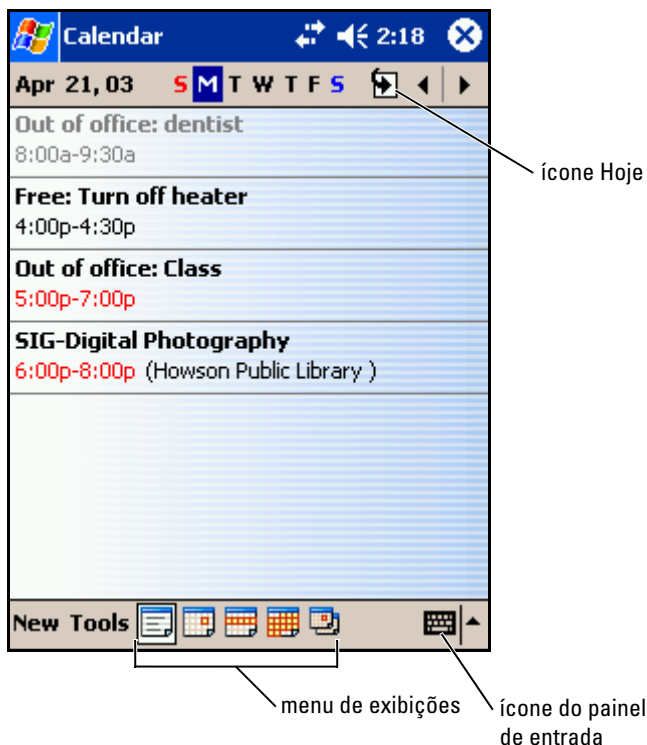 Calendar 2:18
Apr 21, 03 S M T W T F S
Out of office: dentist
8:00a-9:30a
ícone Hoje
Free: Turn off heater
4:00p-4:30p
Out of office: Class
5:00p-7:00p
SIG-Digital Photography
6:00p-8:00p (Howson Public Library )
New Tools
menu de exibições
ícone do painel
de entrada